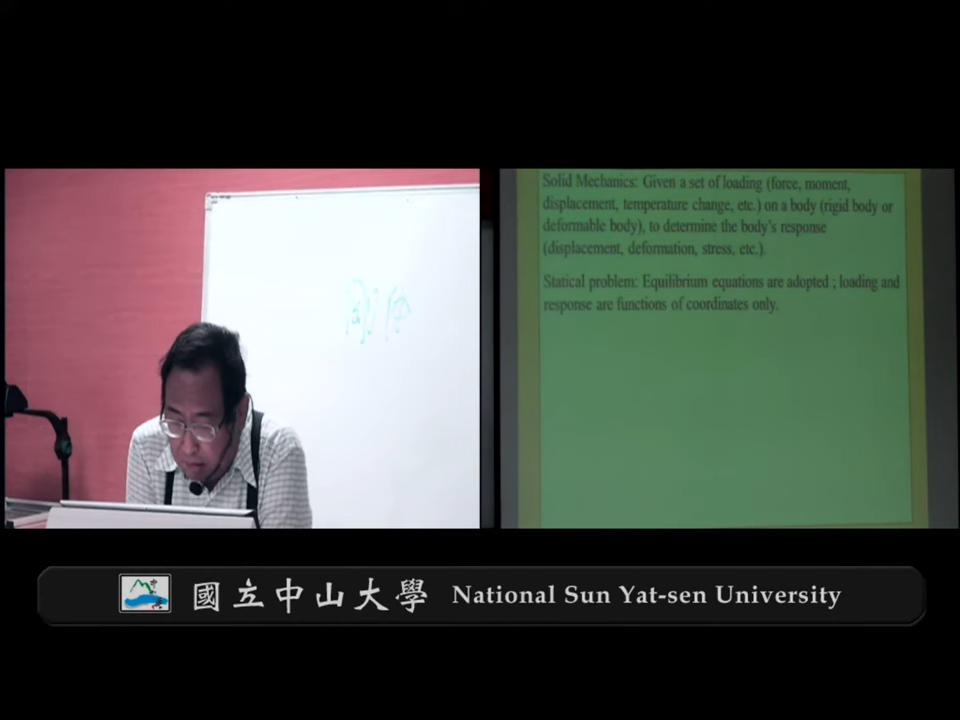 剛体
Solid Mechanics: Given a set of loading (force, moment,
displacement, temperature change, etc.) on a body (rigid body or
deformable body), to determine the body's response
(displacement, deformation, stress, etc.).
Statical problem: Equilibrium equations are adopted ; loading and
response are functions of coordinates only.
國立中山大學 National Sun Yat-sen University